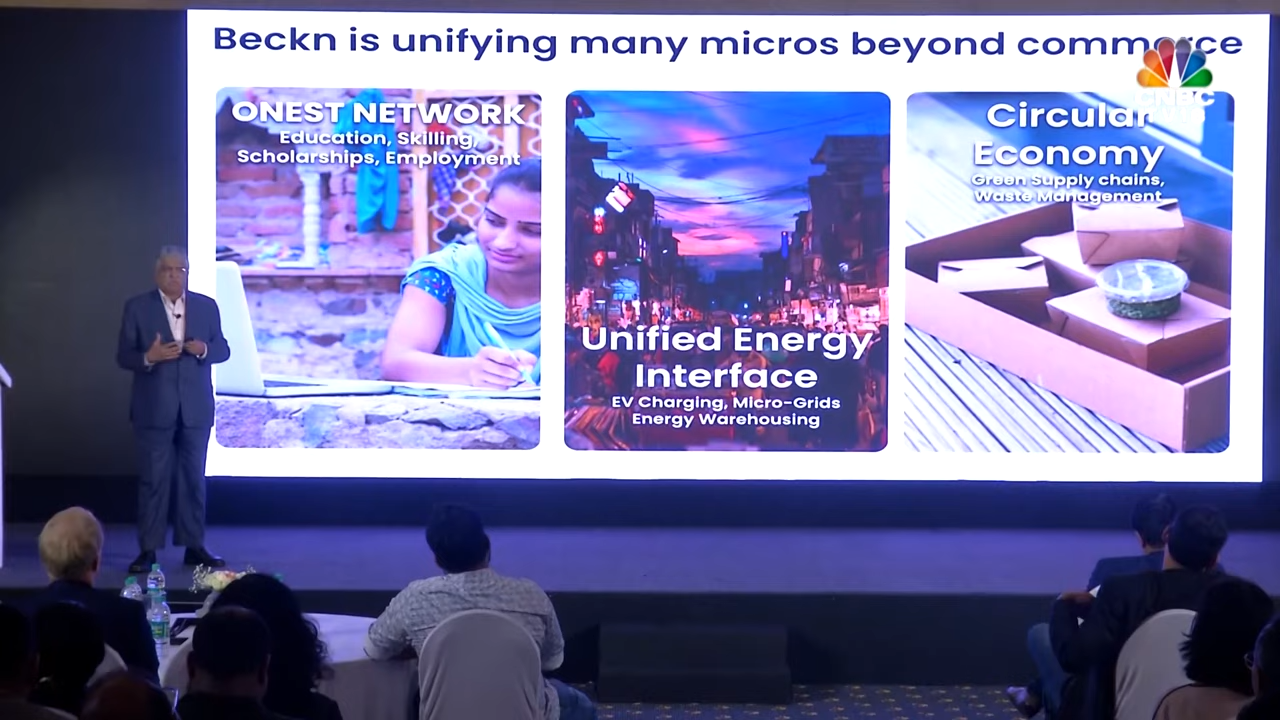 Beckn is unifying many micros beyond commerce
ONEST NETWORK
Education, Skilling,
Scholarships, Employment
Unified Energy
Interface
EV Charging, Micro-Grids
Energy Warehousing
Circular
Economy
Green Supply chains,
Waste Management
CNBC